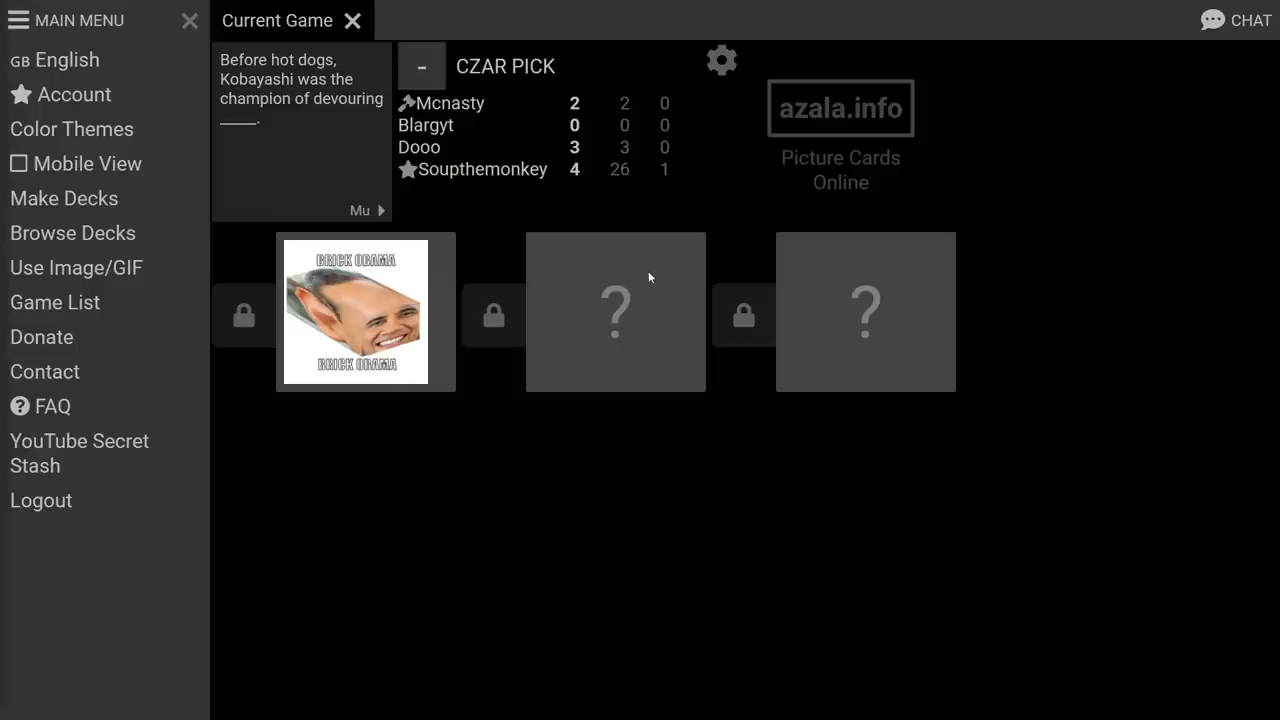 MAIN MENU
GB English
Account
Color Themes
Mobile View
Make Decks
Browse Decks
Use Image/GIF
Game List
Donate
Contact
FAQ
YouTube Secret
Stash
Logout
Current Game
CHAT
Before hot dogs,
Kobayashi was the
champion of devouring
_____.
Mu
- CZAR PICK
Mcnasty 2 2 0
Blargyt 0 0 0
Dooo 3 3 0
Soupthemonkey 4 26 1
azala.info
Picture Cards
Online
BRICK OBAMA
BRICK OBAMA
?
?